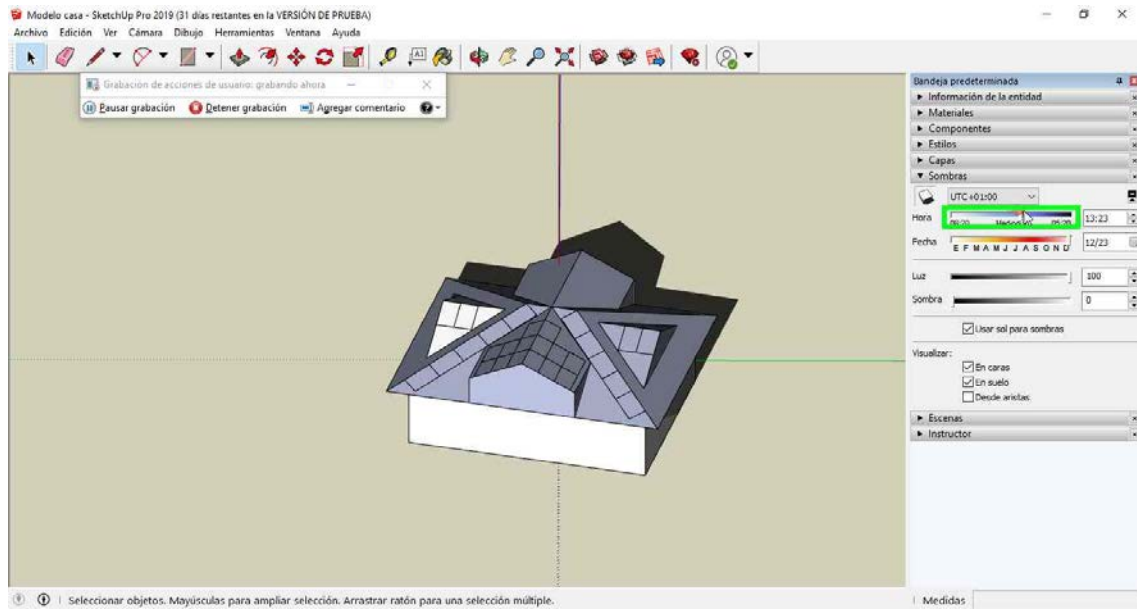 Modelo casa - SketchUp Pro 2019 (31 días restantes en la VERSIÓN DE PRUEBA)
Archivo Edición Ver Cámara Dibujo Herramientas Ventana Ayuda
A1
Grabación de acciones de usuario: grabando ahora
Pausar grabación Detener grabación Agregar comentario
Bandeja predeterminada
Información de la entidad
Materiales
Componentes
Estilos
Capas
Sombras
UTC+01:00
Hora 13:23
Fecha E F M A M J J A S O N D 12/23
Luz 100
Sombra 0
Usar sol para sombras
Visualizar:
En caras
En suelo
Desde aristas
Escenas
Instructor
Seleccionar objetos. Mayúsculas para ampliar selección. Arrastrar ratón para una selección múltiple.
Medidas